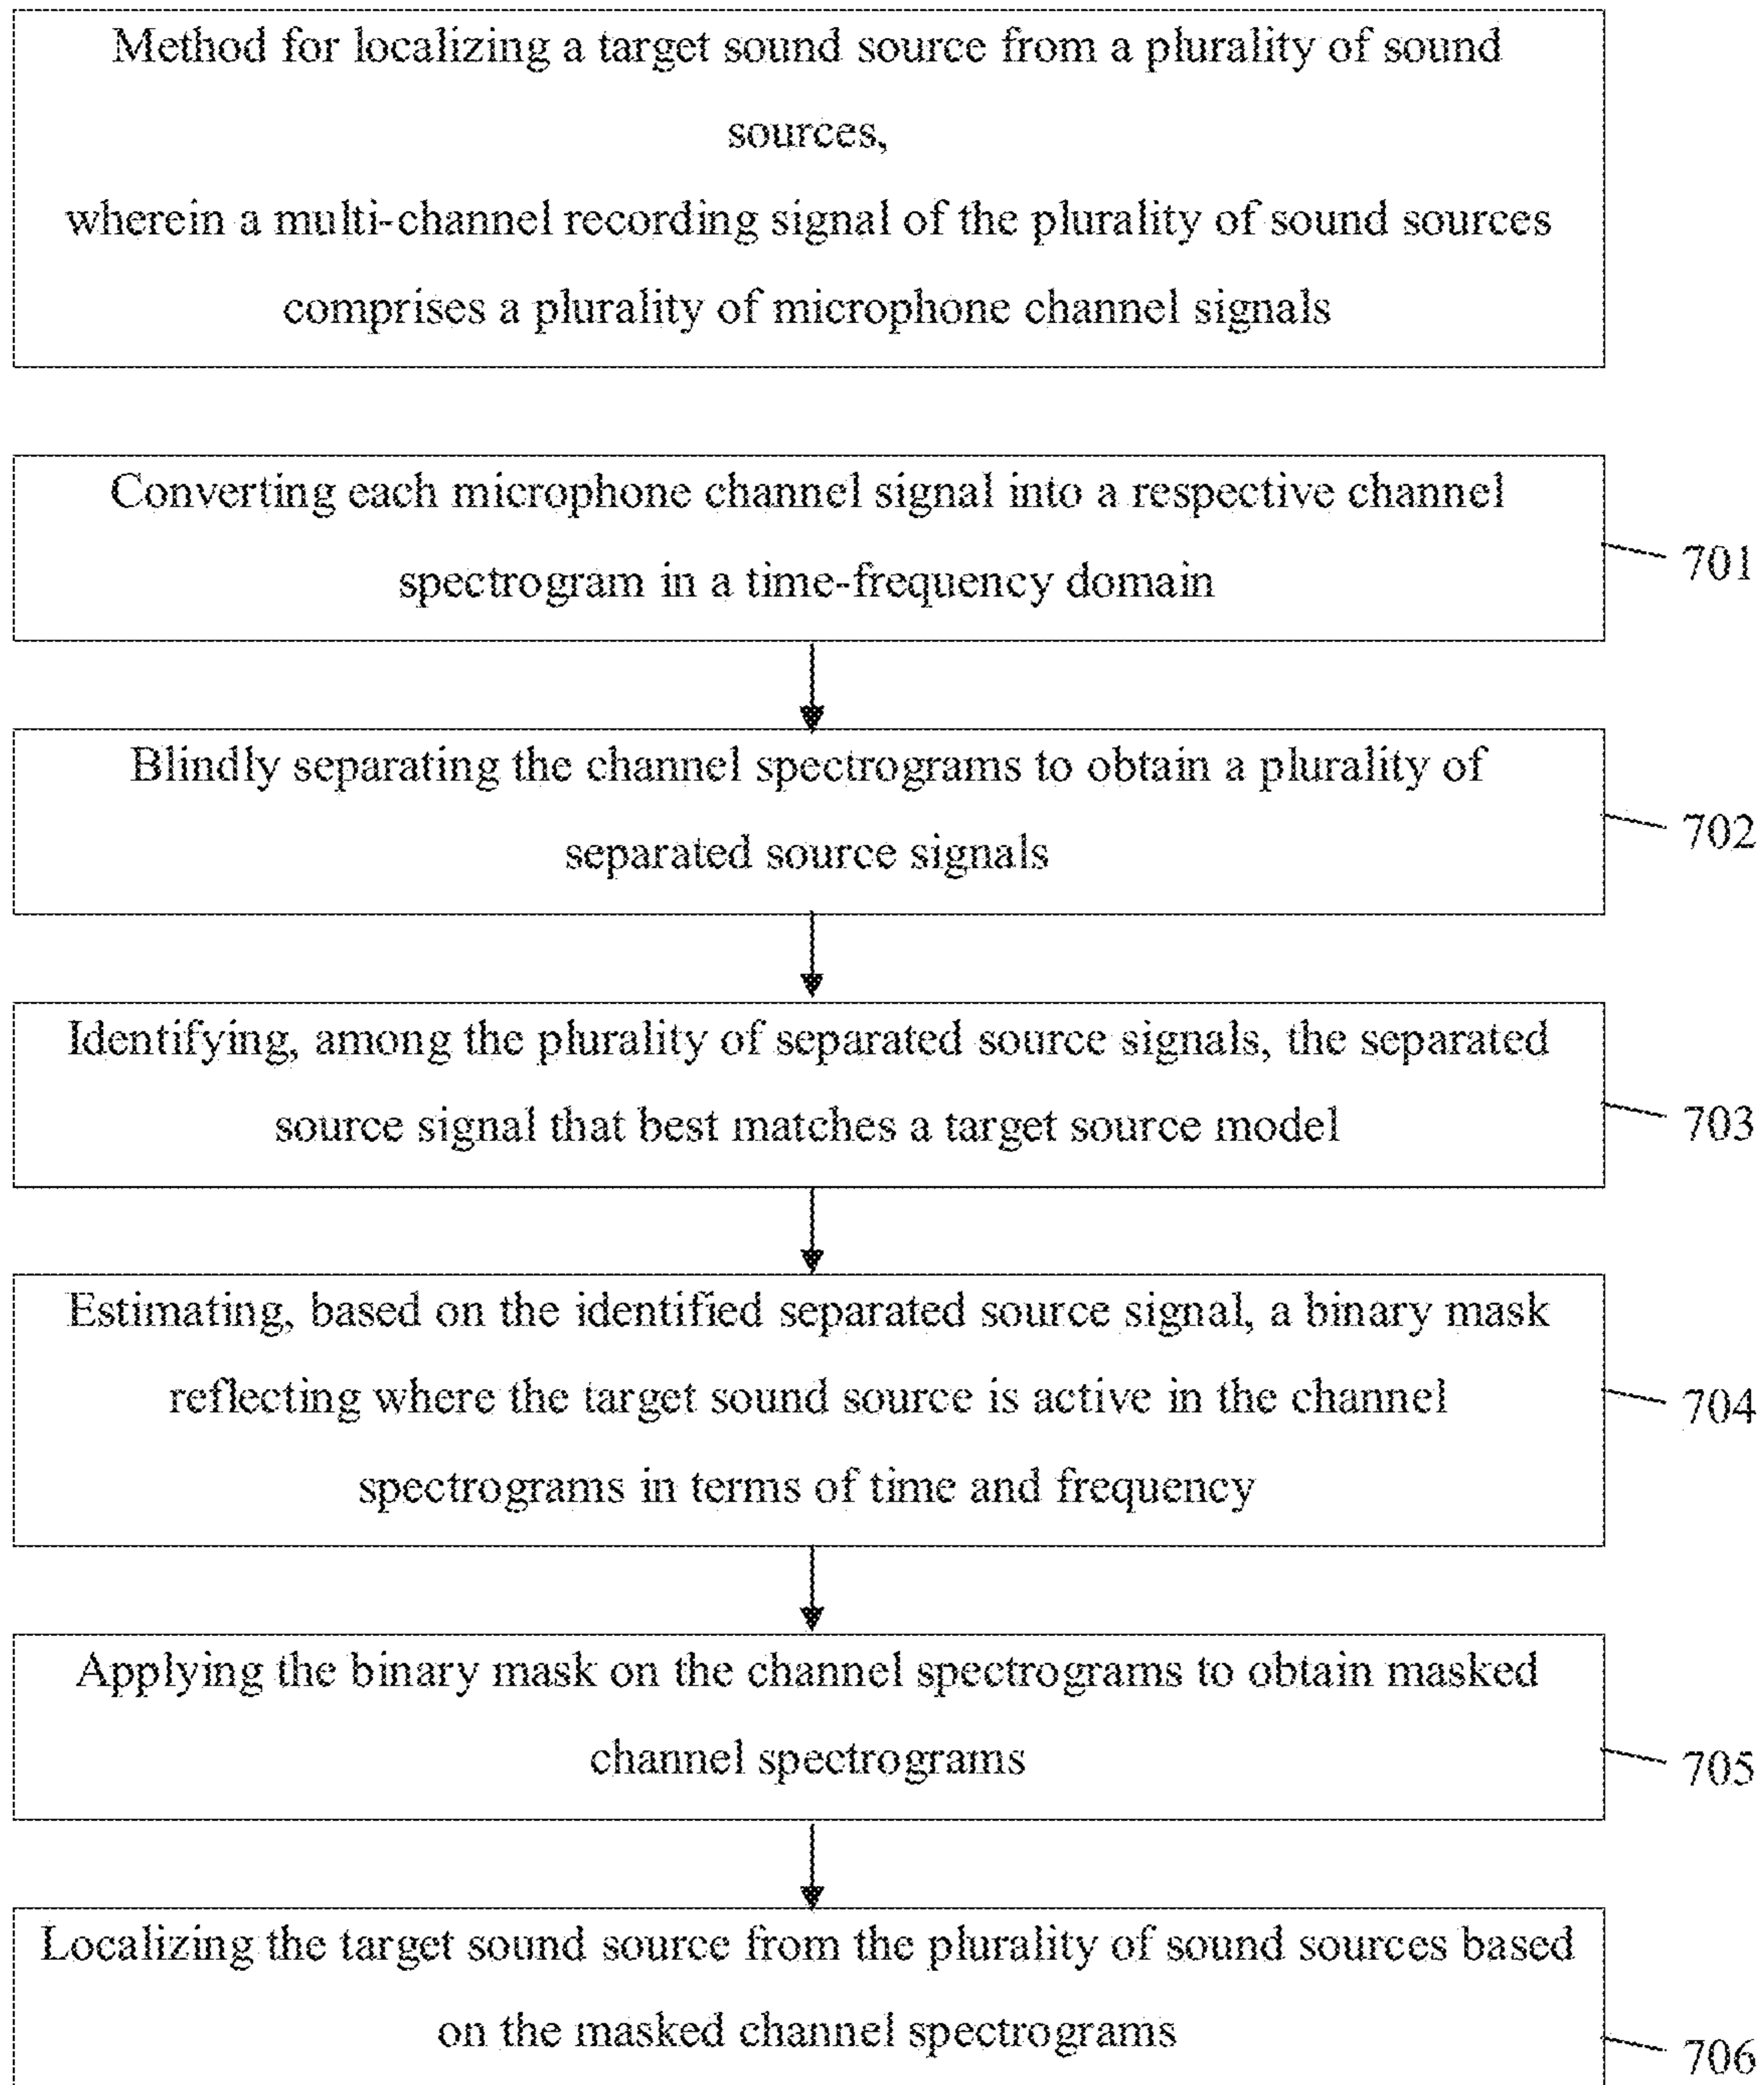 Method for localizing a target sound source from a plurality of sound
sources,
wherein a multi-channel recording signal of the plurality of sound sources
comprises a plurality of microphone channel signals
Converting each microphone channel signal into a respective channel
spectrogram in a time-frequency domain
701
Blindly separating the channel spectrograms to obtain a plurality of
separated source signals
702
Identifying, among the plurality of separated source signals, the separated
source signal that best matches a target source model
703
Estimating, based on the identified separated source signal, a binary mask
reflecting where the target sound source is active in the channel
spectrograms in terms of time and frequency
704
Applying the binary mask on the channel spectrograms to obtain masked
channel spectrograms
705
Localizing the target sound source from the plurality of sound sources based
on the masked channel spectrograms
706